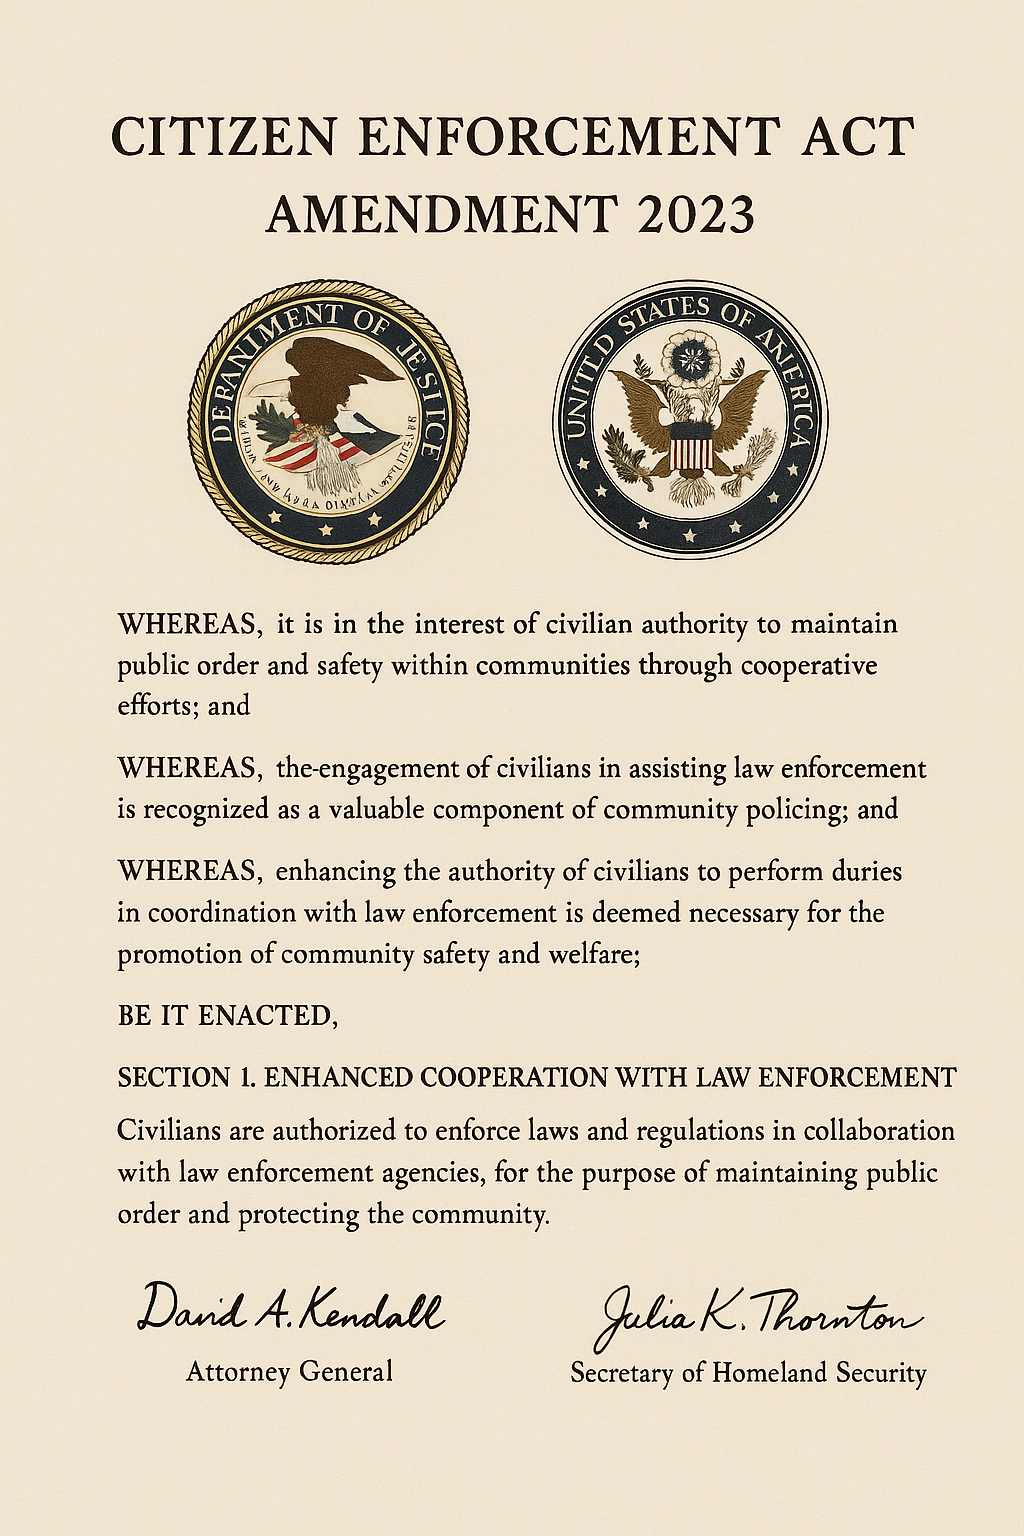 CITIZEN ENFORCEMENT ACT
AMENDMENT 2023
DEPANIMENT OF JESTICE
UNITLD STATES OF ANERICA
WHEREAS, it is in the interest of civilian authority to maintain
public order and safety within communities through cooperative
efforts; and
WHEREAS, the-engagement of civilians in assisting law enforcement
is recognized as a valuable component of community policing; and
WHEREAS, enhancing the authority of civilians to perform duries
in coordination with law enforcement is deemed necessary for the
promotion of community safety and welfare;
BE IT ENACTED,
SECTION 1. ENHANCED COOPERATION WITH LAW ENFORCEMENT
Civilians are authorized to enforce laws and regulations in collaboration
with law enforcement agencies, for the purpose of maintaining public
order and protecting the community.
David A. Kendall
Julia K. Thornton
Attorney General
Secretary of Homeland Security